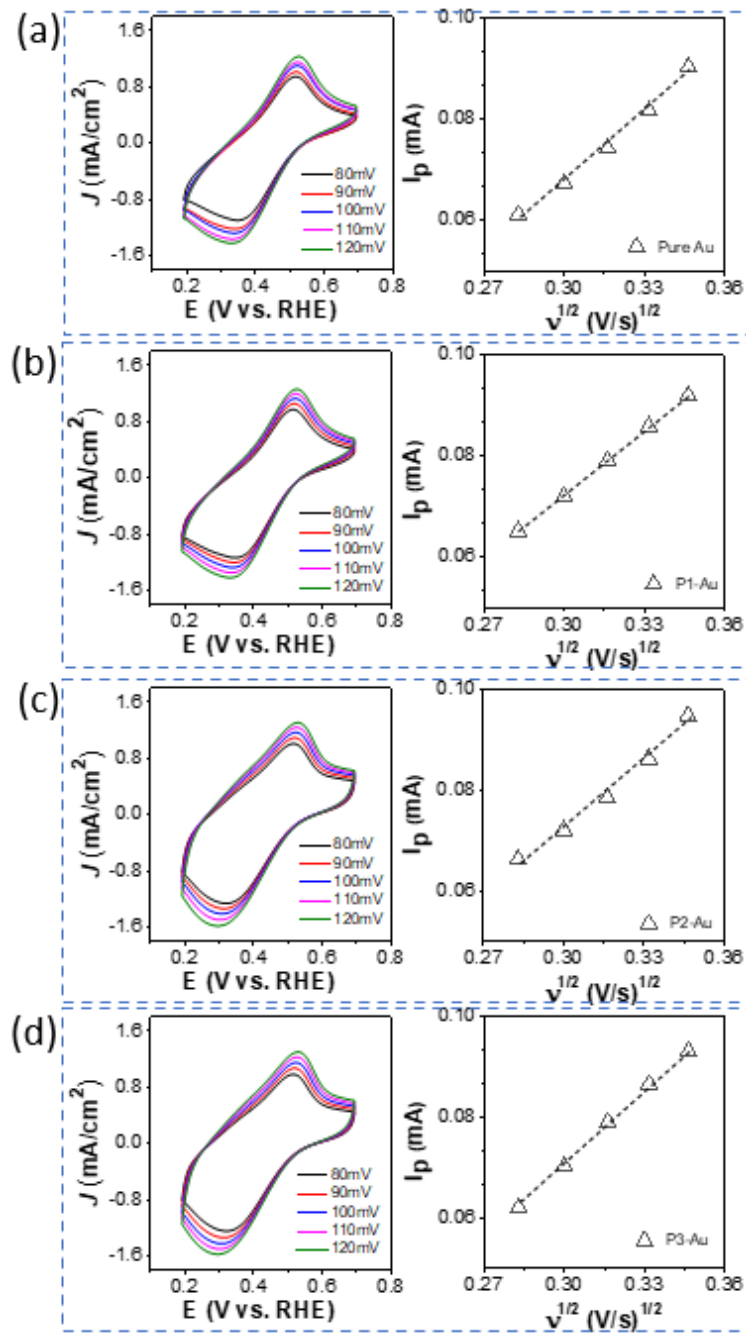 (a)
1.6
0.8
0.0
-0.8
-1.6
J (mA/cm²)
80mV
90mV
100mV
110mV
120mV
0.2 0.4 0.6 0.8
E (V vs. RHE)
0.10
0.08
0.06
Ip (mA)
Pure Au
0.27 0.30 0.33 0.36
ν1/2 (V/s)1/2
(b)
1.6
0.8
0.0
-0.8
-1.6
J (mA/cm²)
80mV
90mV
100mV
110mV
120mV
0.2 0.4 0.6 0.8
E (V vs. RHE)
0.10
0.08
0.06
Ip (mA)
P1-Au
0.27 0.30 0.33 0.36
ν1/2 (V/s)1/2
(c)
1.6
0.8
0.0
-0.8
-1.6
J (mA/cm²)
80mV
90mV
100mV
110mV
120mV
0.2 0.4 0.6 0.8
E (V vs. RHE)
0.10
0.08
0.06
Ip (mA)
P2-Au
0.27 0.30 0.33 0.36
ν1/2 (V/s)1/2
(d)
1.6
0.8
0.0
-0.8
-1.6
J (mA/cm²)
80mV
90mV
100mV
110mV
120mV
0.2 0.4 0.6 0.8
E (V vs. RHE)
0.10
0.08
0.06
Ip (mA)
P3-Au
0.27 0.30 0.33 0.36
ν1/2 (V/s)1/2